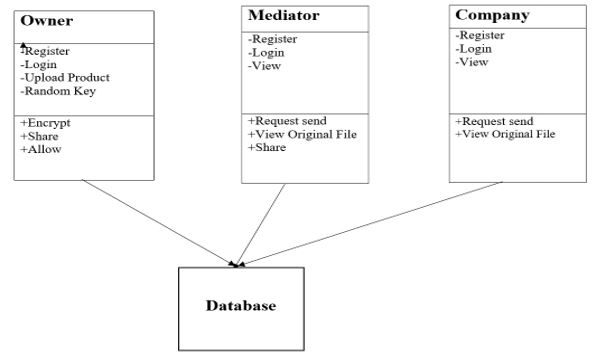 Owner
-Register
-Login
-Upload Product
-Random Key
+Encrypt
+Share
+Allow
Mediator
-Register
-Login
-View
+Request send
+View Original File
+Share
Company
-Register
-Login
-View
+Request send
+View Original File
Database